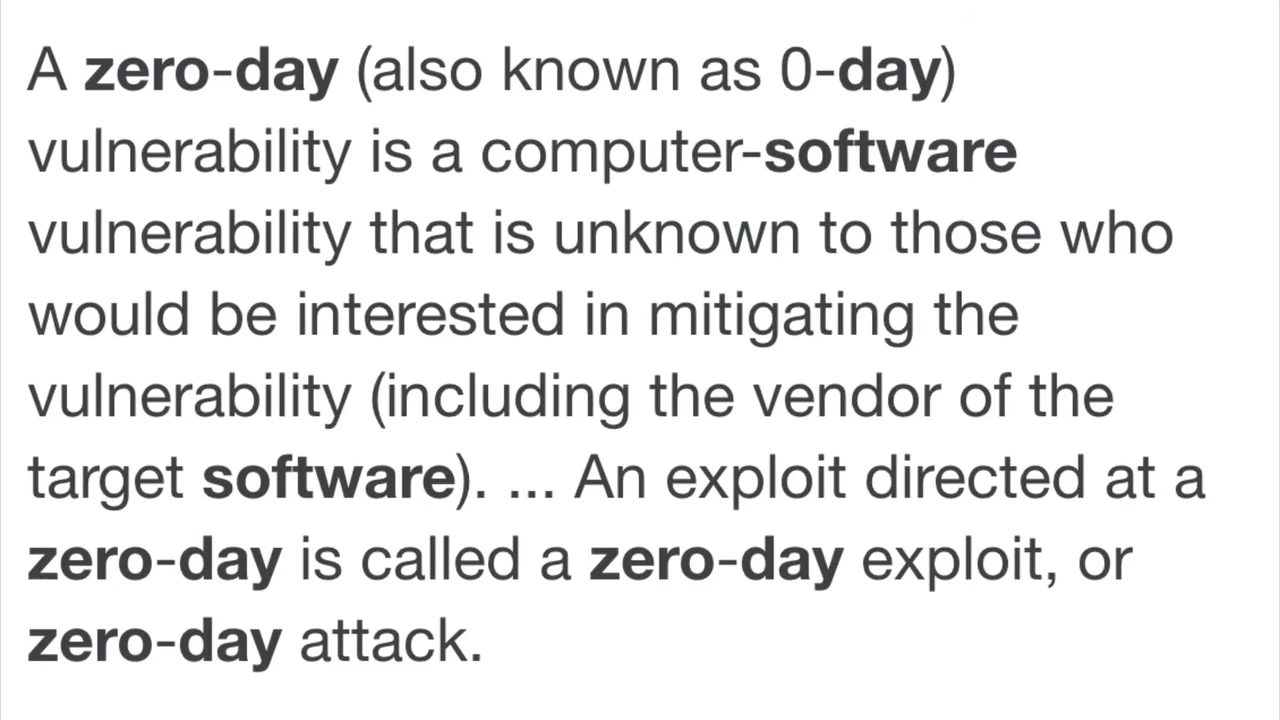 A zero-day (also known as 0-day)
vulnerability is a computer-software
vulnerability that is unknown to those who
would be interested in mitigating the
vulnerability (including the vendor of the
target software). ... An exploit directed at a
zero-day is called a zero-day exploit, or
zero-day attack.